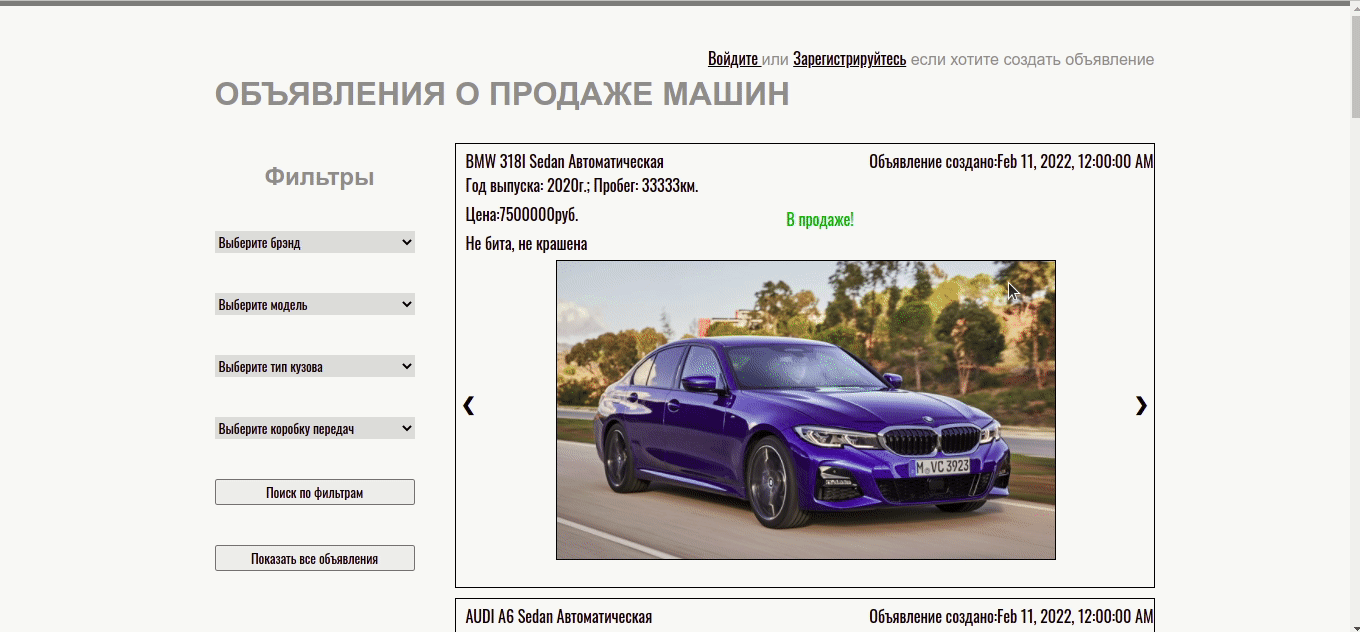 Войдите или Зарегистрируйтесь если хотите создать объявление
ОБЪЯВЛЕНИЯ О ПРОДАЖЕ МАШИН
Фильтры
Выберите брэнд
Выберите модель
Выберите тип кузова
Выберите коробку передач
Поиск по фильтрам
Показать все объявления
BMW 318I Sedan Автоматическая
Объявление создано:Feb 11, 2022, 12:00:00 AM
Год выпуска: 2020г.; Пробег: 33333км.
Цена:7500000руб.
В продаже!
Не бита, не крашена
❮
❯
M VC 3923
AUDI A6 Sedan Автоматическая
Объявление создано:Feb 11, 2022, 12:00:00 AM